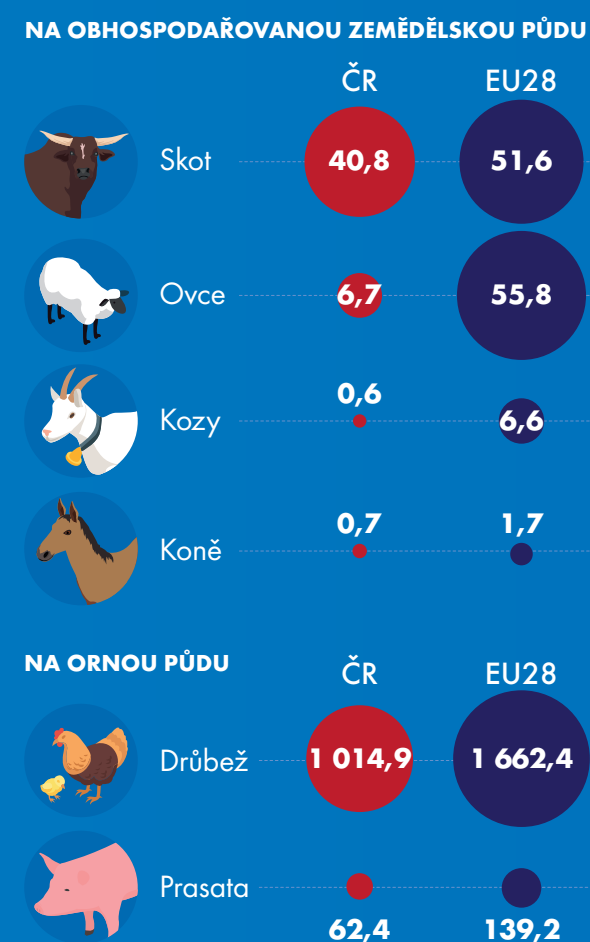 NA OBHOSPODAŘOVANOU ZEMĚDĚLSKOU PŮDU
ČR EU28
Skot 40,8 51,6
Ovce 6,7 55,8
Kozy 0,6 6,6
Koně 0,7 1,7
NA ORNOU PŮDU
ČR EU28
Drůbež 1 014,9 1 662,4
Prasata
62,4 139,2